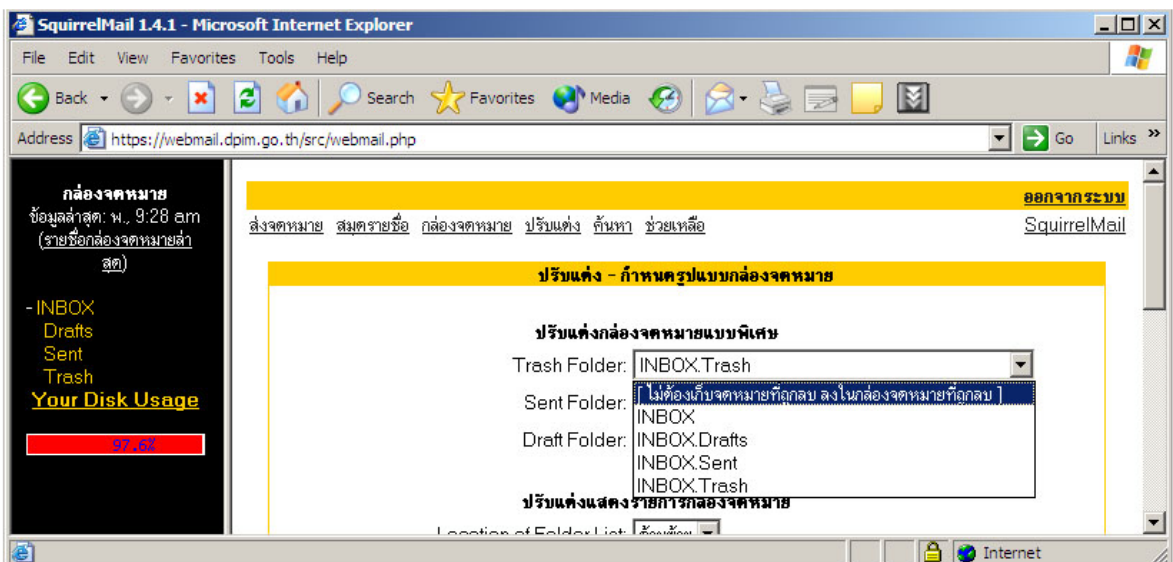 SquirrelMail 1.4.1 - Microsoft Internet Explorer
File Edit View Favorites Tools Help
Back Search Favorites Media
Address https://webmail.dpim.go.th/src/webmail.php Go Links »
กล่องจดหมาย
ข้อมูลล่าสุด: พ., 9:28 am
(รายชื่อกล่องจดหมายล่า
สุด)
- INBOX
Drafts
Sent
Trash
Your Disk Usage
97.6%
ออกจากระบบ
ส่งจดหมาย สมุดรายชื่อ กล่องจดหมาย ปรับแต่ง ค้นหา ช่วยเหลือ SquirrelMail
ปรับแต่ง - กำหนดรูปแบบกล่องจดหมาย
ปรับแต่งกล่องจดหมายแบบพิเศษ
Trash Folder: INBOX.Trash
[ ไม่ต้องเก็บจดหมายที่ถูกลบ ลงในกล่องจดหมายที่ถูกลบ ]
Sent Folder: INBOX
Draft Folder: INBOX.Drafts
INBOX.Sent
INBOX.Trash
ปรับแต่งแสดงรายการกล่องจดหมาย
Location of Folder List: ด้านซ้าย
Internet